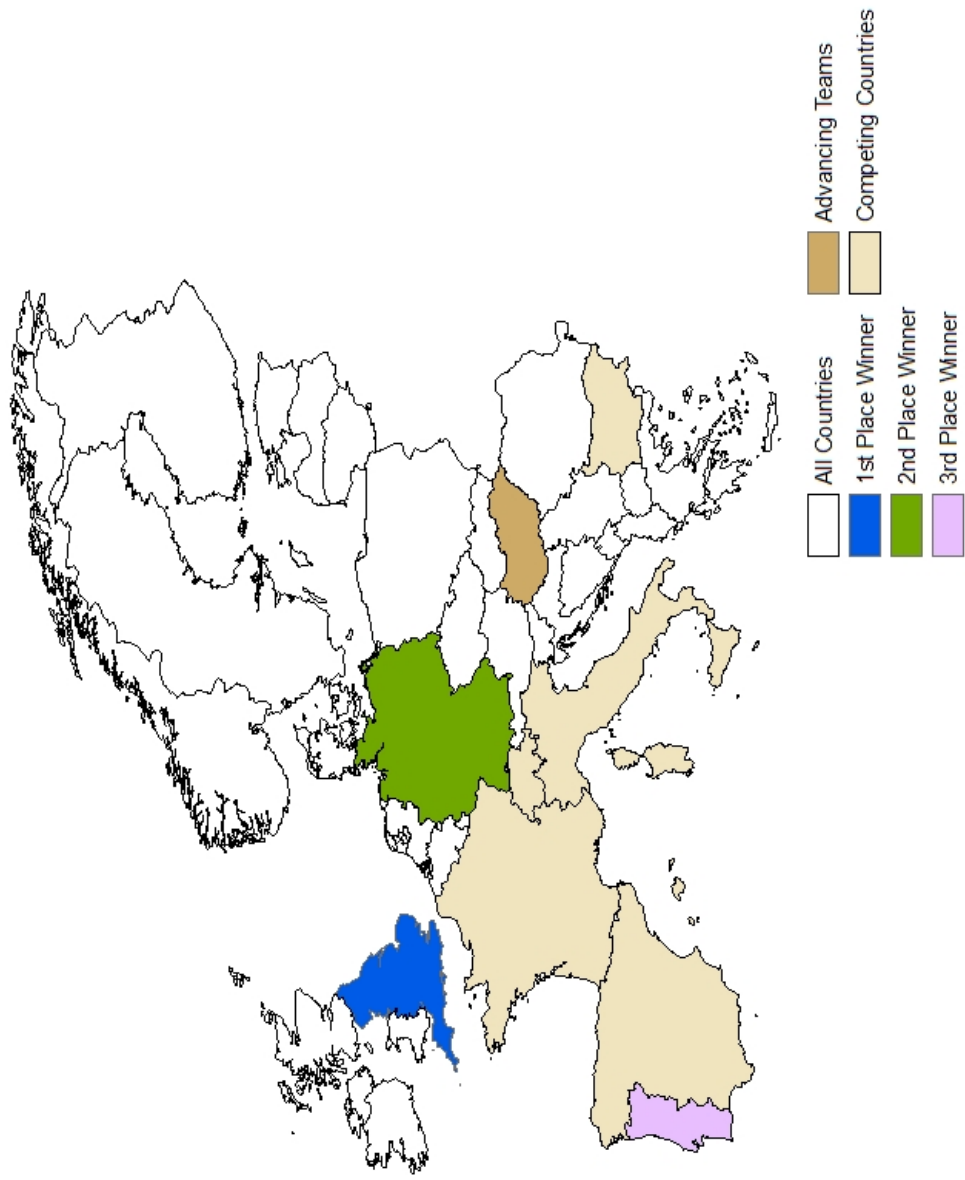 All Countries
1st Place Winner
2nd Place Winner
3rd Place Winner
Advancing Teams
Competing Countries